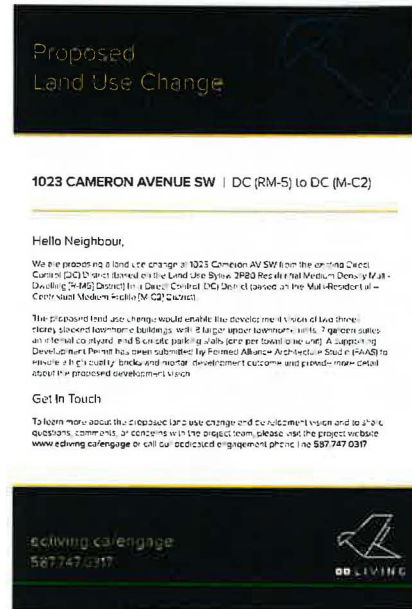 Proposed
Land Use Change
1023 CAMERON AVENUE SW | DC (RM-5) to DC (M-C2)
Hello Neighbour,
We are proposing a land use change at 1023 Cameron AV SW from the existing Direct
Control (DC) District (based on the Land Use Bylaw 2P80 Residential Medium Density Multi-
Dwelling District) to a Direct Control (DC) District (based on the Multi-Residential –
Contextual Medium Profile (M-C2) District).
The proposed land use change would enable the development vision of two three-
storey stacked townhome buildings, with 8 larger upper townhome units, 7 garden suites
an internal courtyard, and 8 onsite parking stalls (one per townhome unit). A supporting
Development Permit has been submitted by Formed Alliance Architecture Studio (FAAS) to
ensure a high quality bricks and mortar development outcome and provide more detail
about the proposed development vision.
Get In Touch
To learn more about the proposed land use change and development vision and to share
questions, comments, or concerns with the project team, please visit the project website
www.edliving.ca/engage or call our dedicated engagement phone line 587.747.0317
edliving.ca/engage
587.747.0317
LIVING